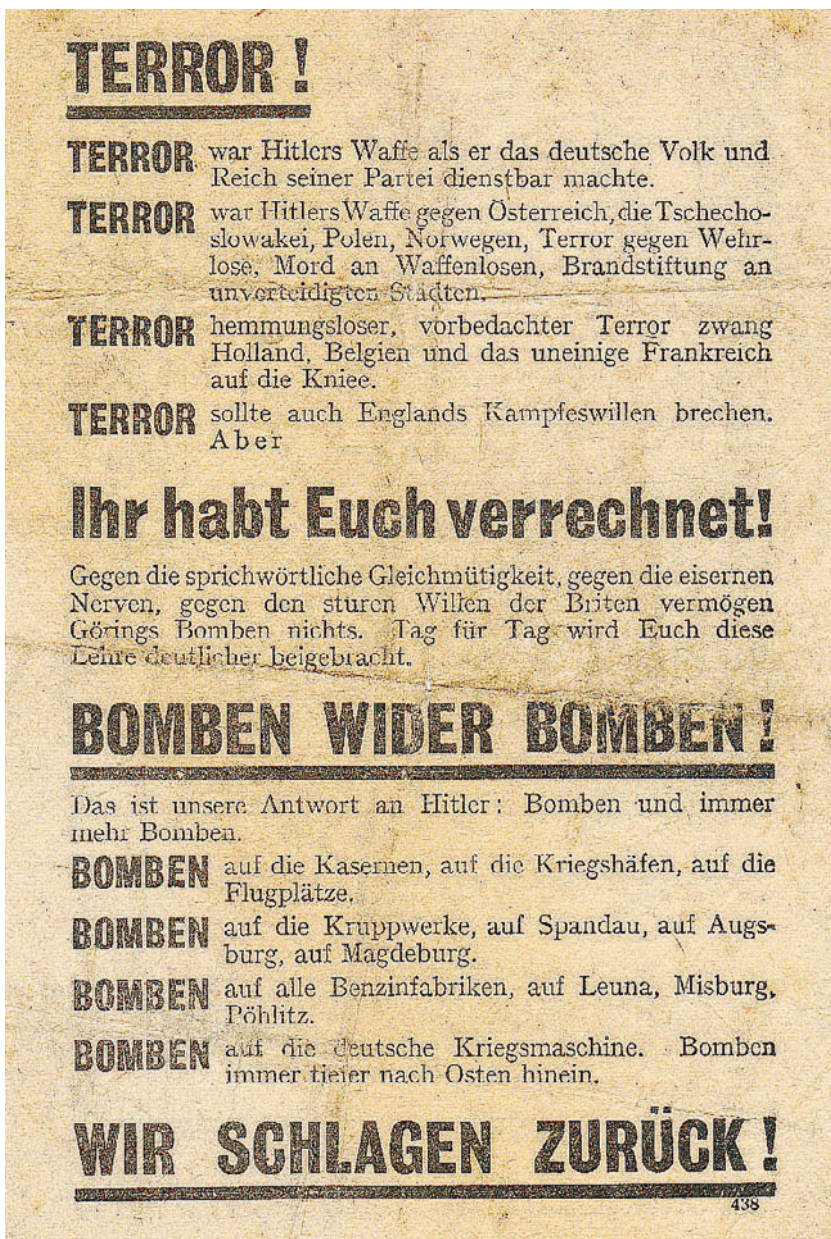 TERROR !
TERROR war Hitlers Waffe als er das deutsche Volk und
Reich seiner Partei dienstbar machte.
TERROR war Hitlers Waffe gegen Österreich, die Tschecho-
slowakei, Polen, Norwegen, Terror gegen Wehr-
lose, Mord an Waffenlosen, Brandstiftung an
unverteidigten Städten.
TERROR hemmungsloser, vorbedachter Terror zwang
Holland, Belgien und das uneinige Frankreich
auf die Kniee.
TERROR sollte auch Englands Kampfeswillen brechen.
Aber
Ihr habt Euch verrechnet!
Gegen die sprichwörtliche Gleichmütigkeit, gegen die eisernen
Nerven, gegen den sturen Willen der Briten vermögen
Görings Bomben nichts. Tag für Tag wird Euch diese
Lehre deutlicher beigebracht.
BOMBEN WIDER BOMBEN !
Das ist unsere Antwort an Hitler: Bomben und immer
mehr Bomben.
BOMBEN auf die Kasernen, auf die Kriegshäfen, auf die
Flugplätze.
BOMBEN auf die Kruppwerke, auf Spandau, auf Augs-
burg, auf Magdeburg.
BOMBEN auf alle Benzinfabriken, auf Leuna, Misburg,
Pöhlitz.
BOMBEN auf die deutsche Kriegsmaschine. Bomben
immer tiefer nach Osten hinein.
WIR SCHLAGEN ZURÜCK !
438